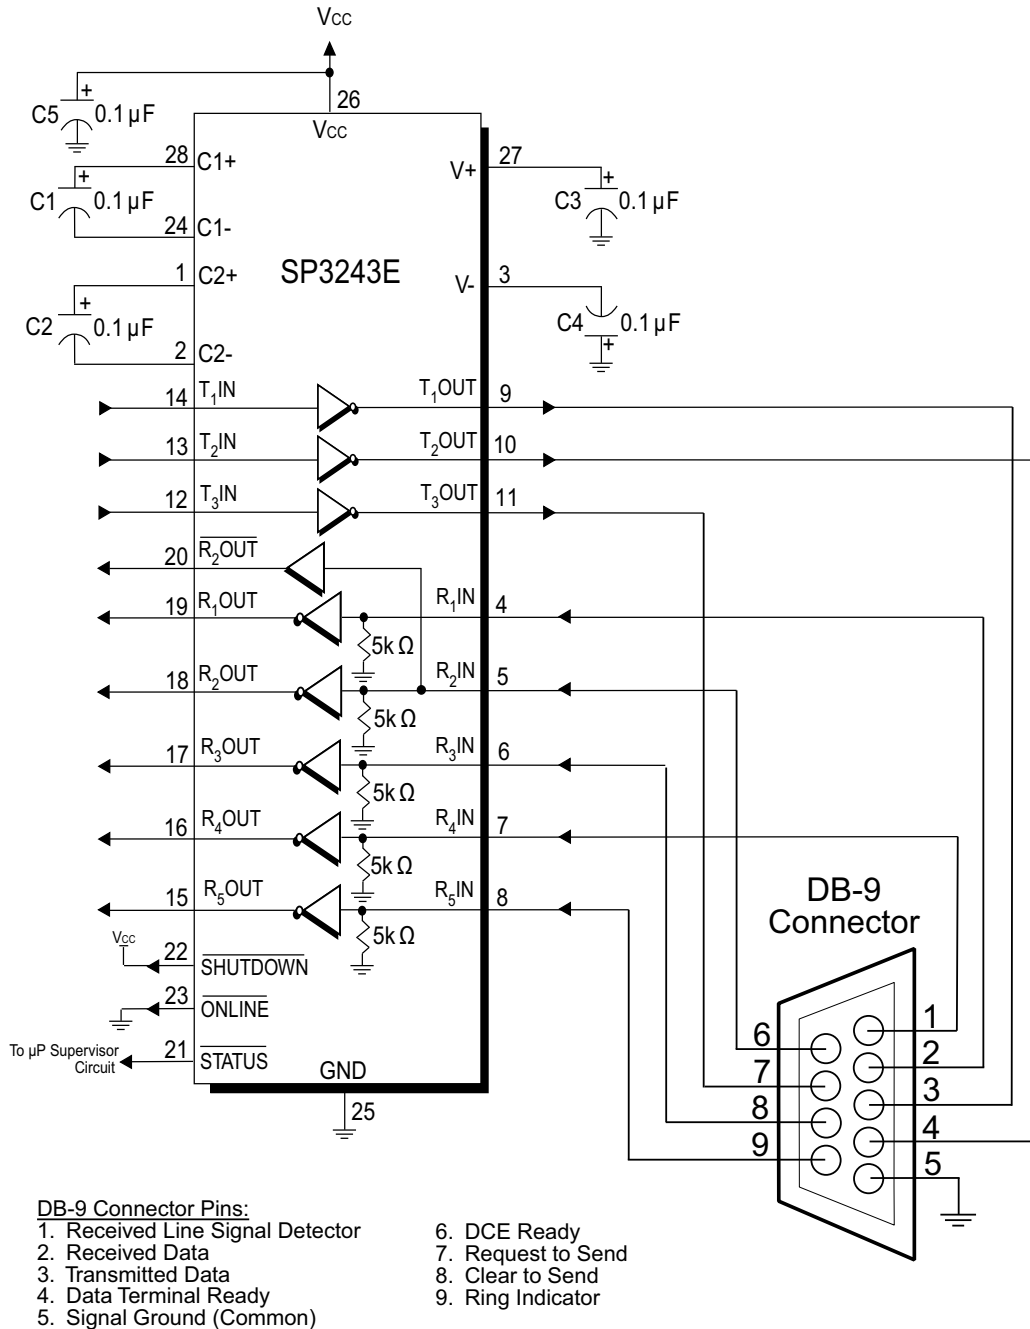 Vcc
26
Vcc
C5
+
0.1 µF
28
C1+
C1
+
0.1 µF
24
C1-
V+
27
C3
+
0.1 µF
SP3243E
1
C2+
C2
+
0.1 µF
2
C2-
V-
3
C4
0.1 µF
+
14
T1IN
T1OUT
9
13
T2IN
T2OUT
10
12
T3IN
T3OUT
11
20
R2OUT
19
R1OUT
R1IN
4
5k Ω
18
R2OUT
R2IN
5
5k Ω
17
R3OUT
R3IN
6
5k Ω
16
R4OUT
R4IN
7
5k Ω
15
R5OUT
R5IN
8
5k Ω
Vcc
22
SHUTDOWN
23
ONLINE
To µP Supervisor
Circuit
21
STATUS
GND
25
DB-9
Connector
6
7
8
9
1
2
3
4
5
DB-9 Connector Pins:
1. Received Line Signal Detector
2. Received Data
3. Transmitted Data
4. Data Terminal Ready
5. Signal Ground (Common)
6. DCE Ready
7. Request to Send
8. Clear to Send
9. Ring Indicator